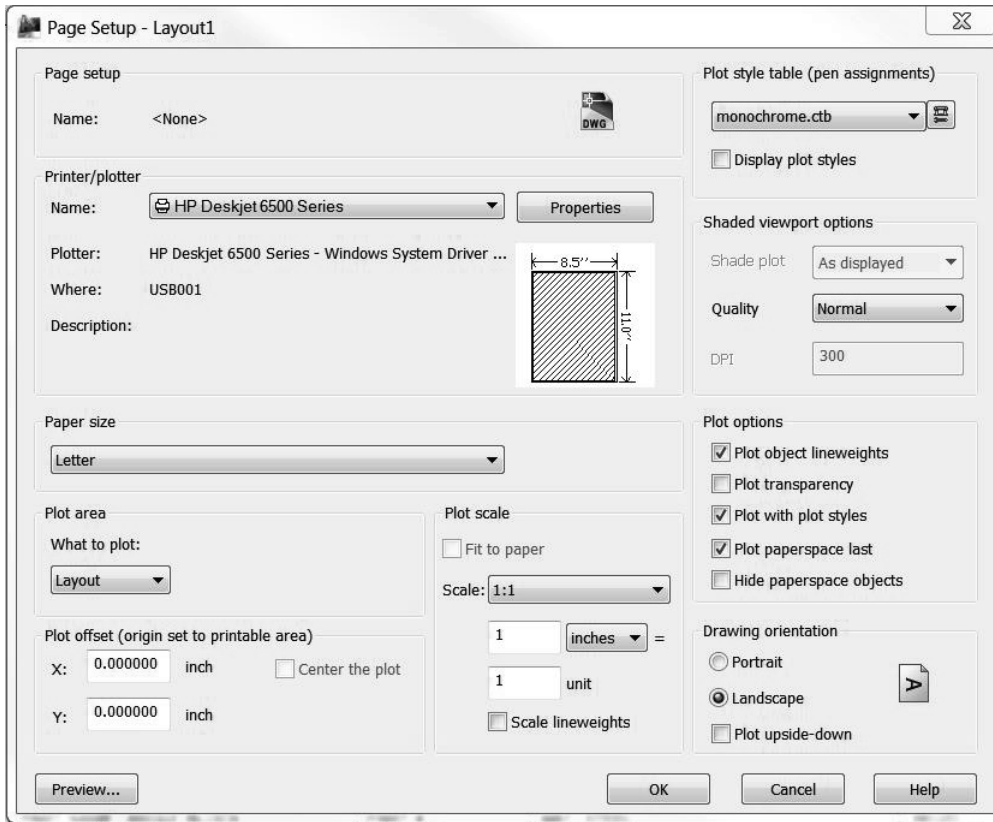 Page Setup - Layout1
Page setup
Name: <None>
DWG
Printer/plotter
Name: HP Deskjet 6500 Series
Properties
Plotter: HP Deskjet 6500 Series - Windows System Driver ...
Where: USB001
Description:
8.5''
11.0''
Paper size
Letter
Plot area
What to plot:
Layout
Plot offset (origin set to printable area)
X: 0.000000 inch
Center the plot
Y: 0.000000 inch
Plot scale
Fit to paper
Scale: 1:1
1 inches =
1 unit
Scale lineweights
Plot style table (pen assignments)
monochrome.ctb
Display plot styles
Shaded viewport options
Shade plot As displayed
Quality Normal
DPI 300
Plot options
Plot object lineweights
Plot transparency
Plot with plot styles
Plot paperspace last
Hide paperspace objects
Drawing orientation
Portrait
Landscape
A
Plot upside-down
Preview...
OK
Cancel
Help